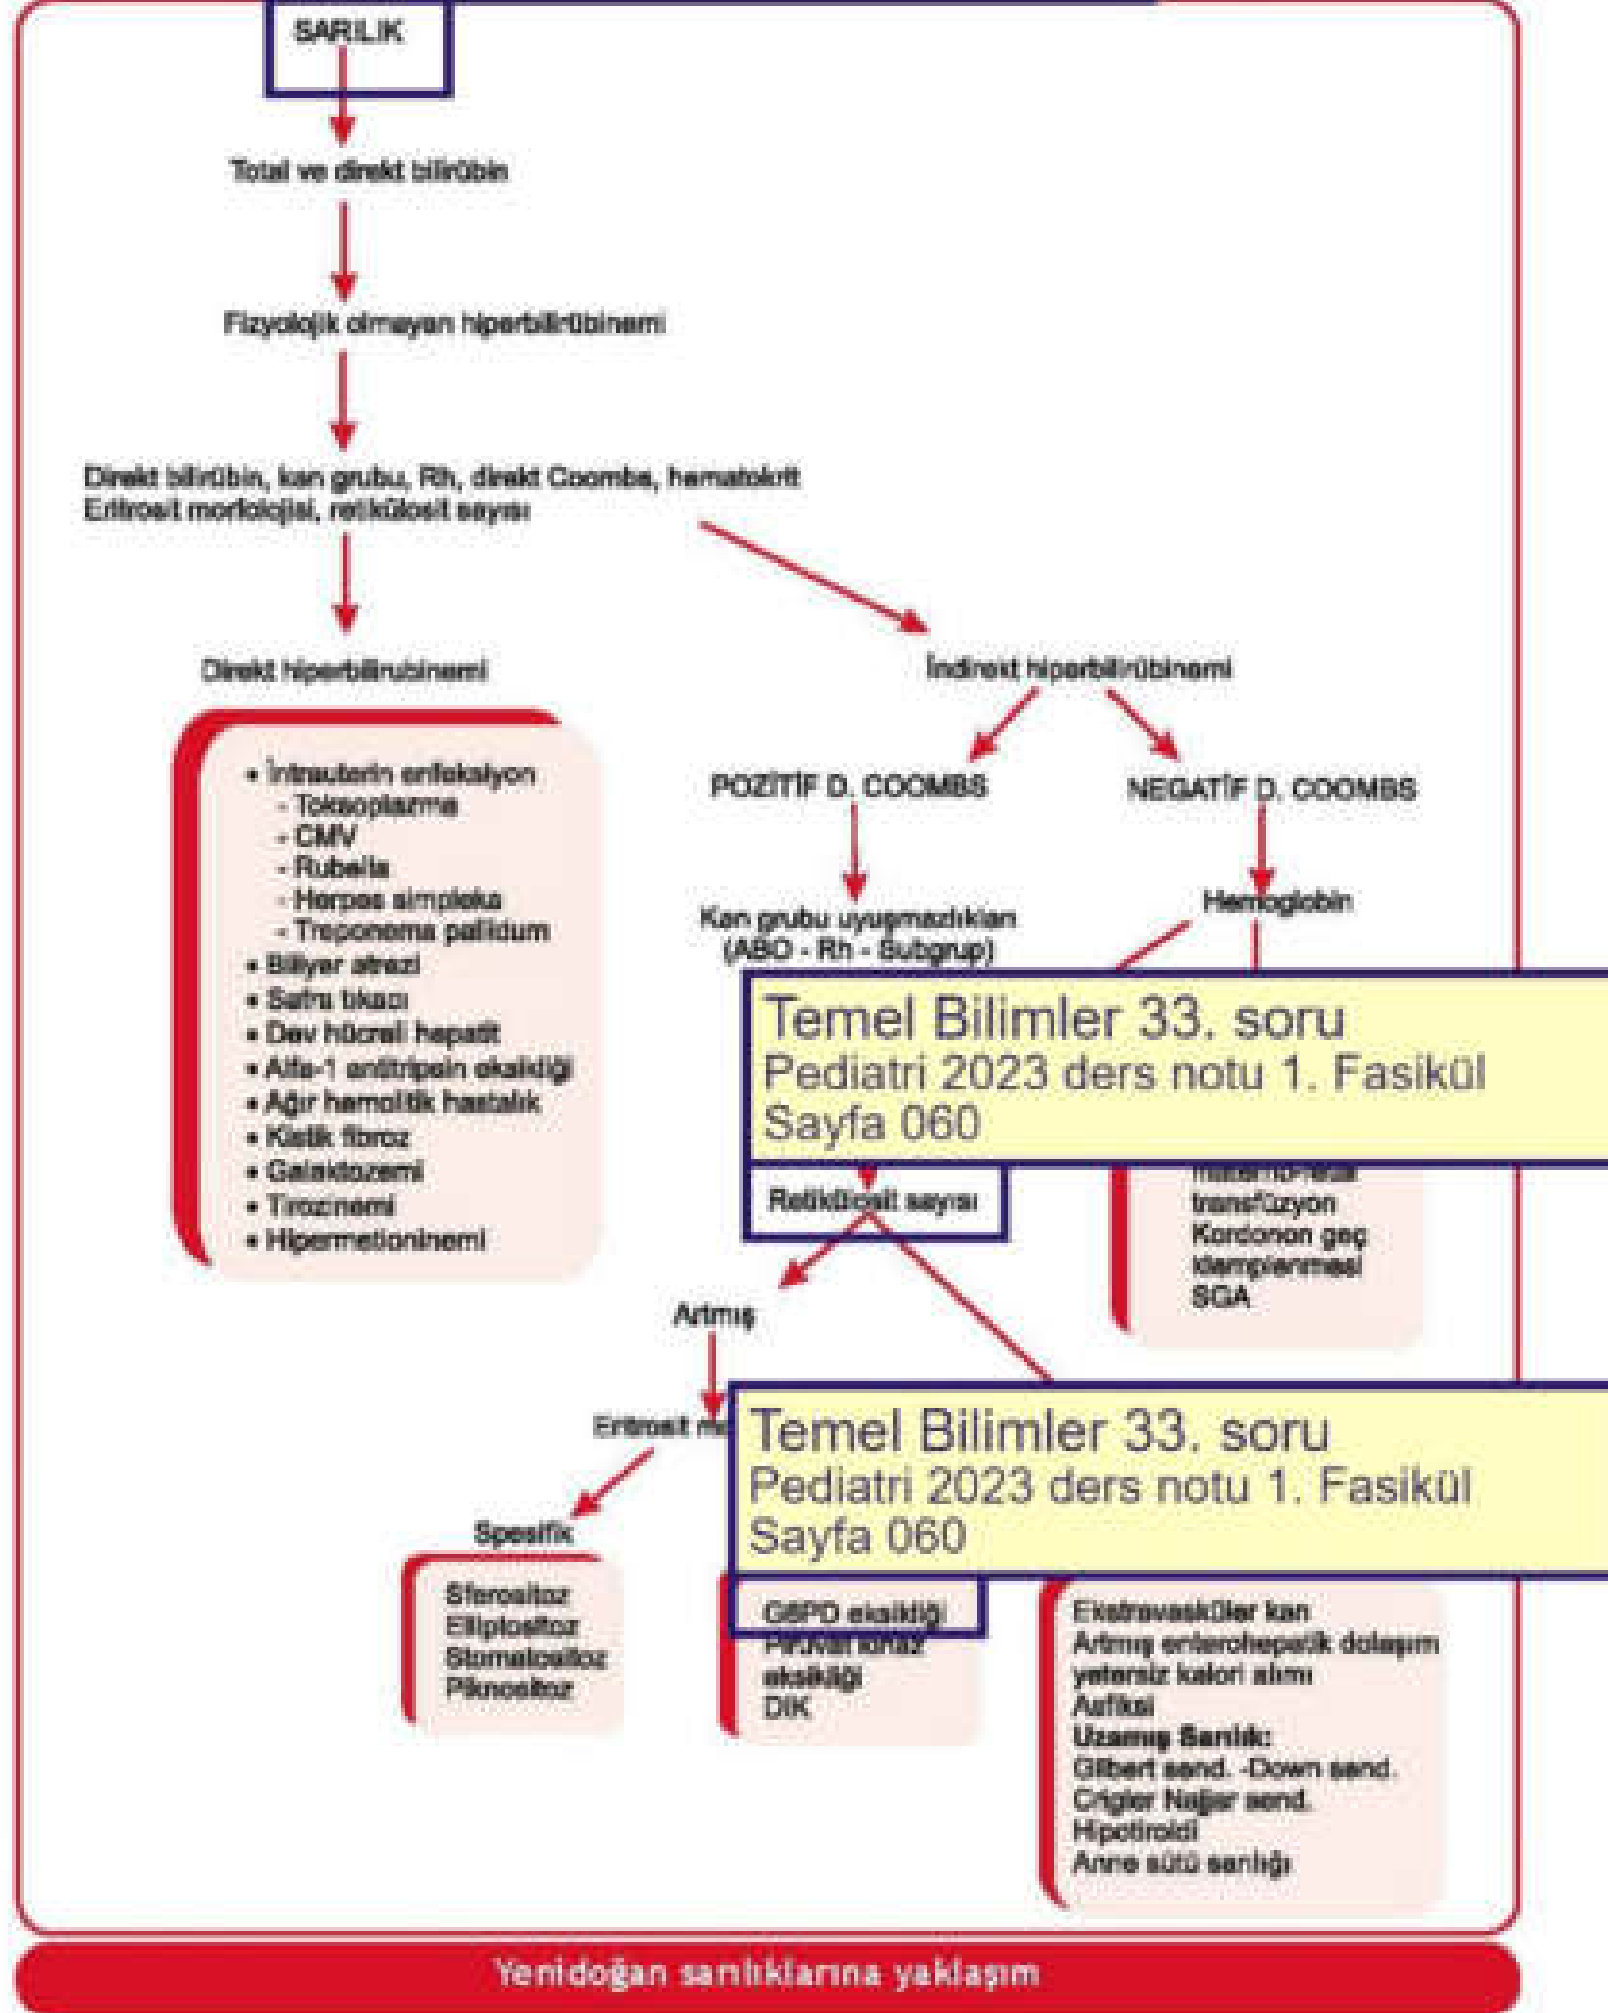 SARILIK
Total ve direkt bilirübin
Fizyolojik olmayan hiperbilirübinemi
Direkt bilirübin, kan grubu, Rh, direkt Coombs, hematokrit
Eritrosit morfolojisi, retikülosit sayısı
Direkt hiperbilirubinemi
İndirekt hiperbilirübinemi
• İntrauterin enfeksiyon
- Toksoplazma
- CMV
- Rubella
- Herpes simpleks
- Treponema pallidum
• Biliyer atrezi
• Safra tıkacı
• Dev hücreli hepatit
• Alfa-1 antitripsin eksikliği
• Ağır hemolitik hastalık
• Kistik fibroz
• Galaktozemi
• Tirozinemi
• Hipermetioninemi
POZİTİF D. COOMBS
NEGATİF D. COOMBS
Kan grubu uyuşmazlıkları
(ABO - Rh - Subgrup)
Hemoglobin
Temel Bilimler 33. soru
Pediatri 2023 ders notu 1. Fasikül
Sayfa 060
Retikülosit sayısı
transfüzyon
Kordonon geç
klemplenmesi
SGA
Artmış
Eritrosit
Temel Bilimler 33. soru
Pediatri 2023 ders notu 1. Fasikül
Sayfa 060
Spesifik
Sferositoz
Elliptositoz
Stomatositoz
Piknositoz
G6PD eksikliği
Piruvat kinaz
eksikliği
DIK
Ekstravasküler kan
Artmış enterohepatik dolaşım
yetersiz kalori alımı
Asfiksi
Uzamış Sarılık:
Gilbert send. -Down send.
Crigler Najjar send.
Hipotiroidi
Anne sütü sarılığı
Yenidoğan sarılıklarına yaklaşım